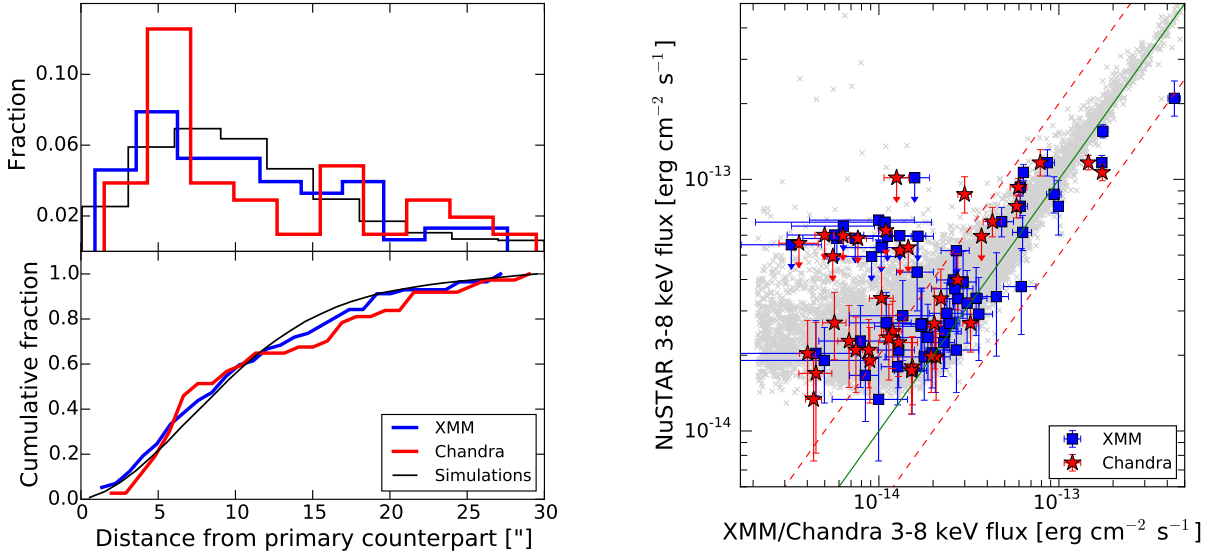 Fraction
0.10
0.06
0.02
Cumulative fraction
1.0
0.8
0.6
0.4
0.2
0.0
XMM
Chandra
Simulations
0 5 10 15 20 25 30
Distance from primary counterpart ["]
NuSTAR 3-8 keV flux [erg cm⁻² s⁻¹]
10⁻¹³
10⁻¹⁴
XMM
Chandra
10⁻¹⁴ 10⁻¹³
XMM/Chandra 3-8 keV flux [erg cm⁻² s⁻¹]